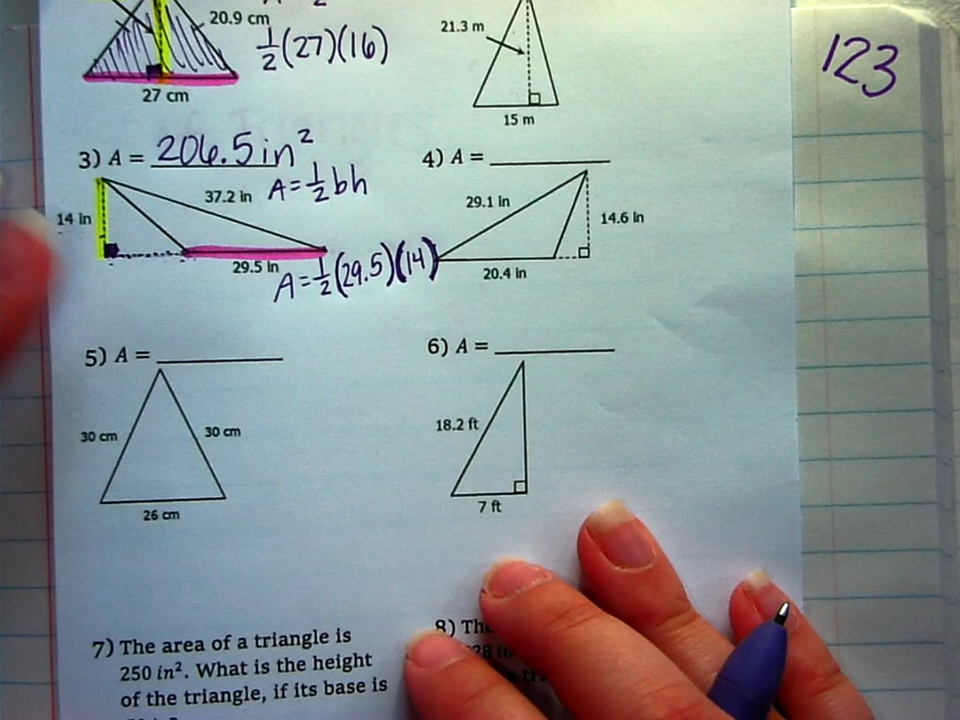 20.9 cm
1/2(27)(16)
27 cm
21.3 m
15 m
123
3) A = 206.5 in²
14 in
37.2 in
A = 1/2 bh
29.5 in
A = 1/2(29.5)(14)
4) A =
29.1 in
14.6 in
20.4 in
5) A =
30 cm
30 cm
26 cm
6) A =
18.2 ft
7 ft
7) The area of a triangle is
250 in². What is the height
of the triangle, if its base is
8)